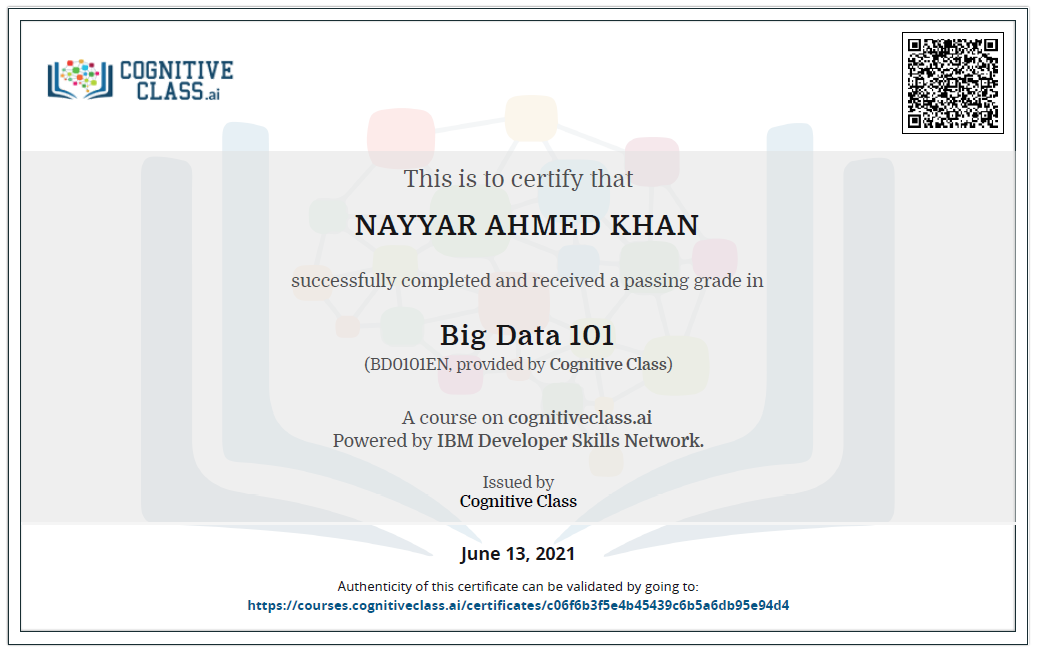 COGNITIVE
CLASS.ai
This is to certify that
NAYYAR AHMED KHAN
successfully completed and received a passing grade in
Big Data 101
(BD0101EN, provided by Cognitive Class)
A course on cognitiveclass.ai
Powered by IBM Developer Skills Network.
Issued by
Cognitive Class
June 13, 2021
Authenticity of this certificate can be validated by going to:
https://courses.cognitiveclass.ai/certificates/c06f6b3f5e4b45439c6b5a6db95e94d4